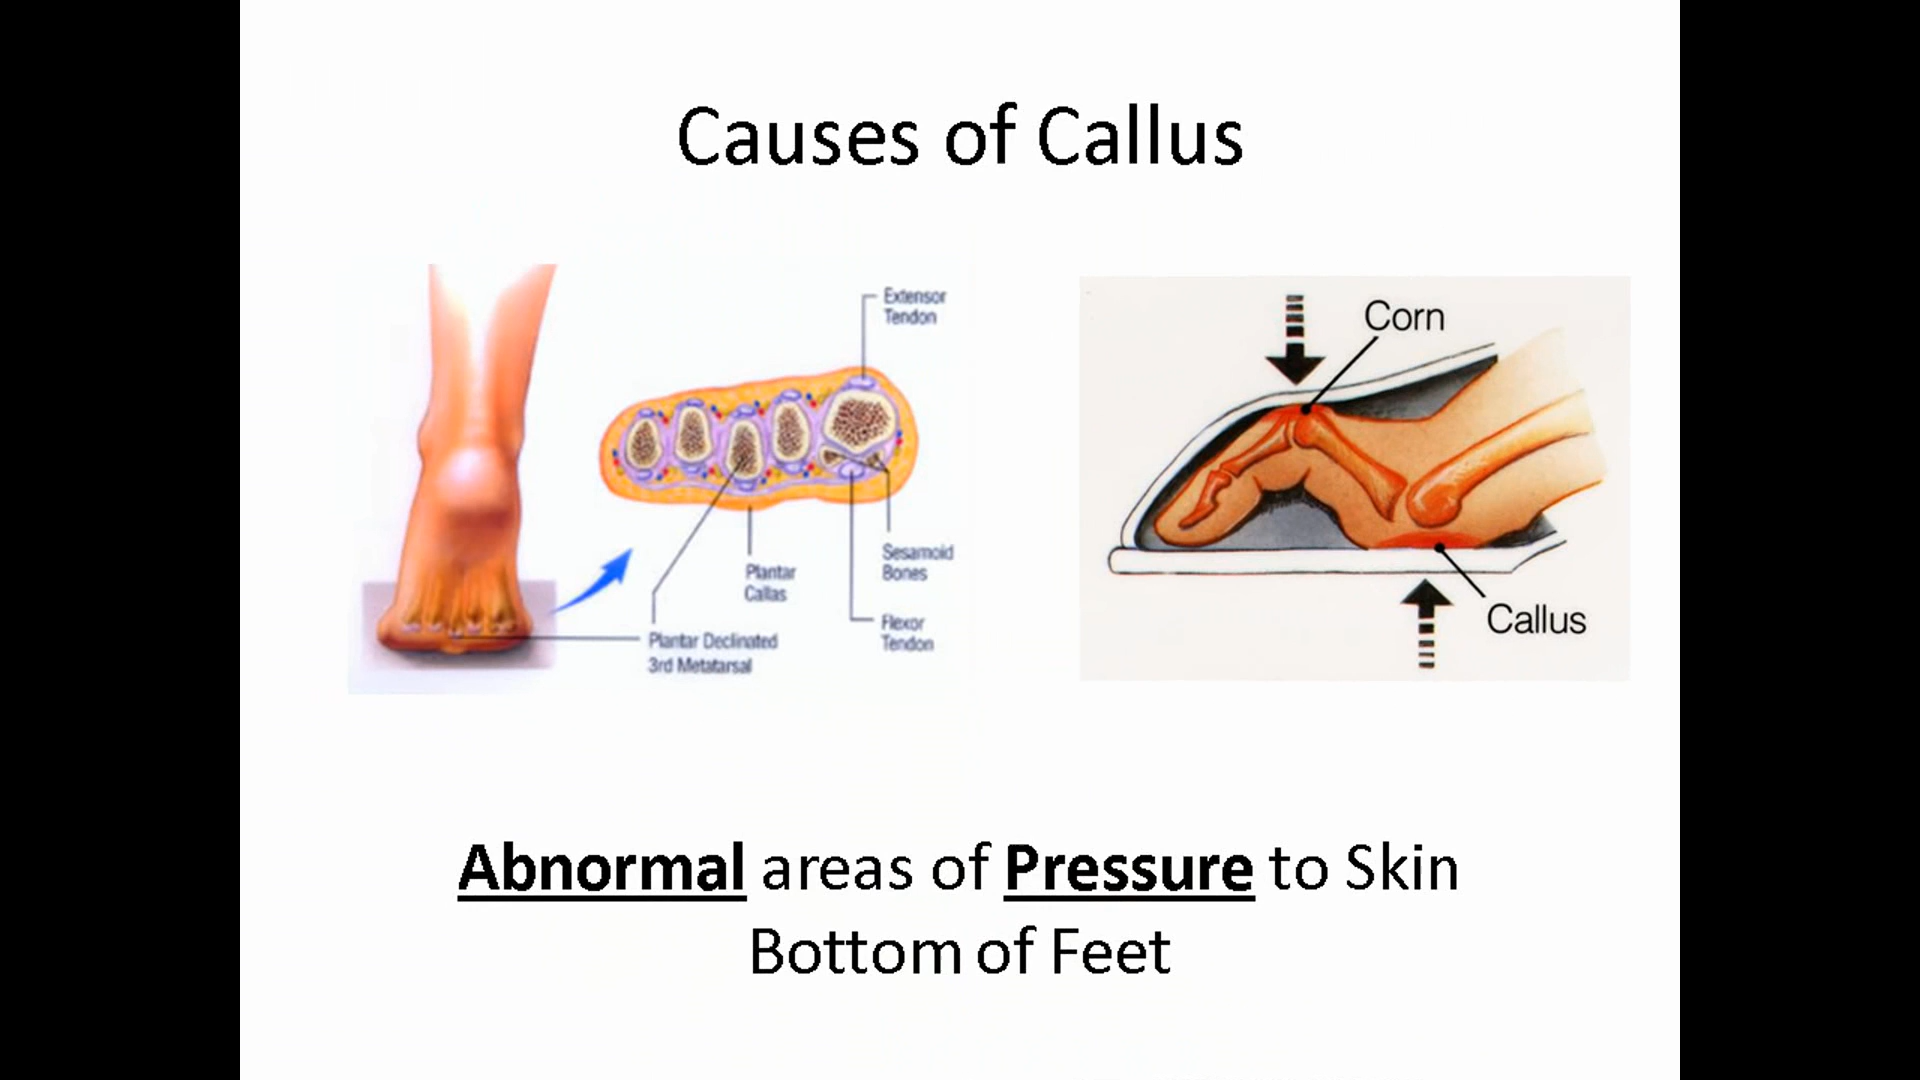 Causes of Callus
Extensor
Tendon
Sesamoid
Bones
Plantar
Callas
Flexor
Tendon
Plantar Declinated
3rd Metatarsal
Corn
Callus
Abnormal areas of Pressure to Skin
Bottom of Feet